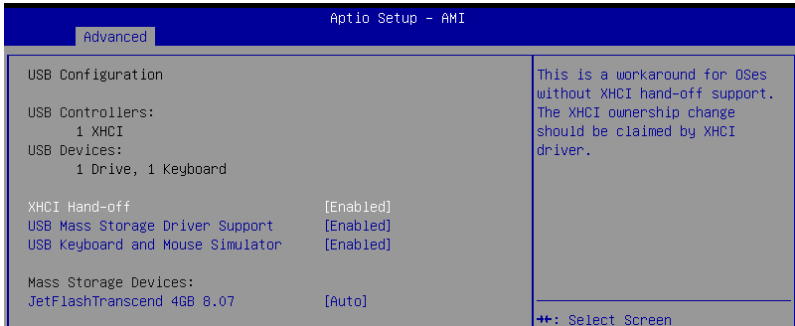 Aptio Setup - AMI
Advanced
USB Configuration
USB Controllers:
1 XHCI
USB Devices:
1 Drive, 1 Keyboard
XHCI Hand-off [Enabled]
USB Mass Storage Driver Support [Enabled]
USB Keyboard and Mouse Simulator [Enabled]
Mass Storage Devices:
JetFlashTranscend 4GB 8.07 [Auto]
This is a workaround for OSes
without XHCI hand-off support.
The XHCI ownership change
should be claimed by XHCI
driver.
→←: Select Screen